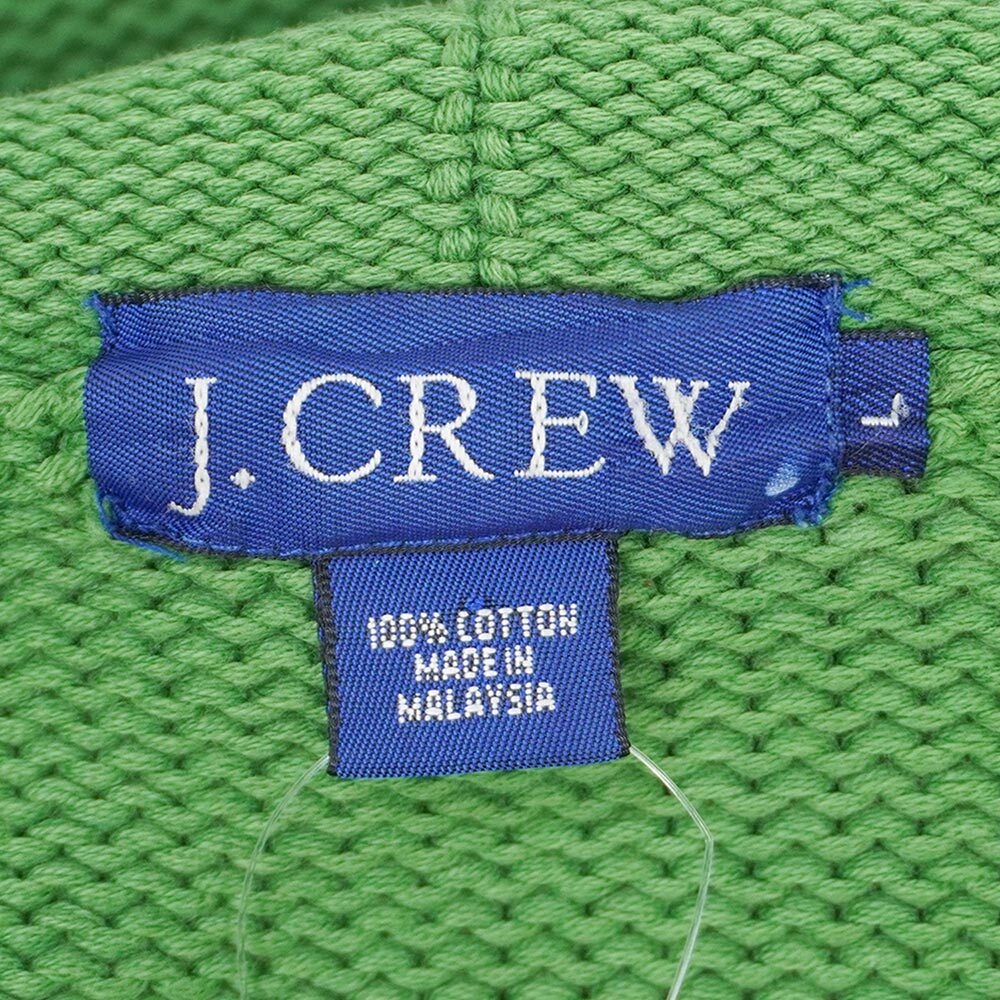 J.CREW
L
100% COTTON
MADE IN
MALAYSIA